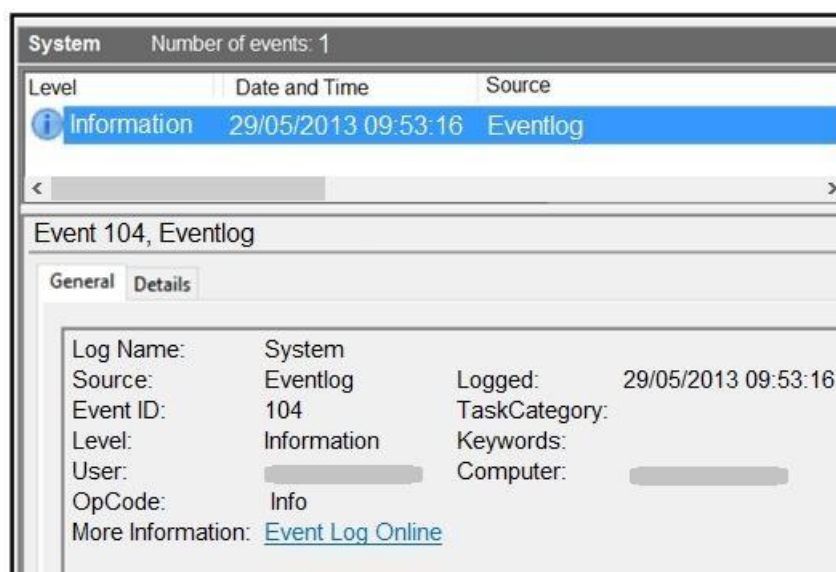 System Number of events: 1
Level Date and Time Source
Information 29/05/2013 09:53:16 Eventlog
Event 104, Eventlog
General Details
Log Name: System
Source: Eventlog Logged: 29/05/2013 09:53:16
Event ID: 104 TaskCategory:
Level: Information Keywords:
User: Computer:
OpCode: Info
More Information: Event Log Online